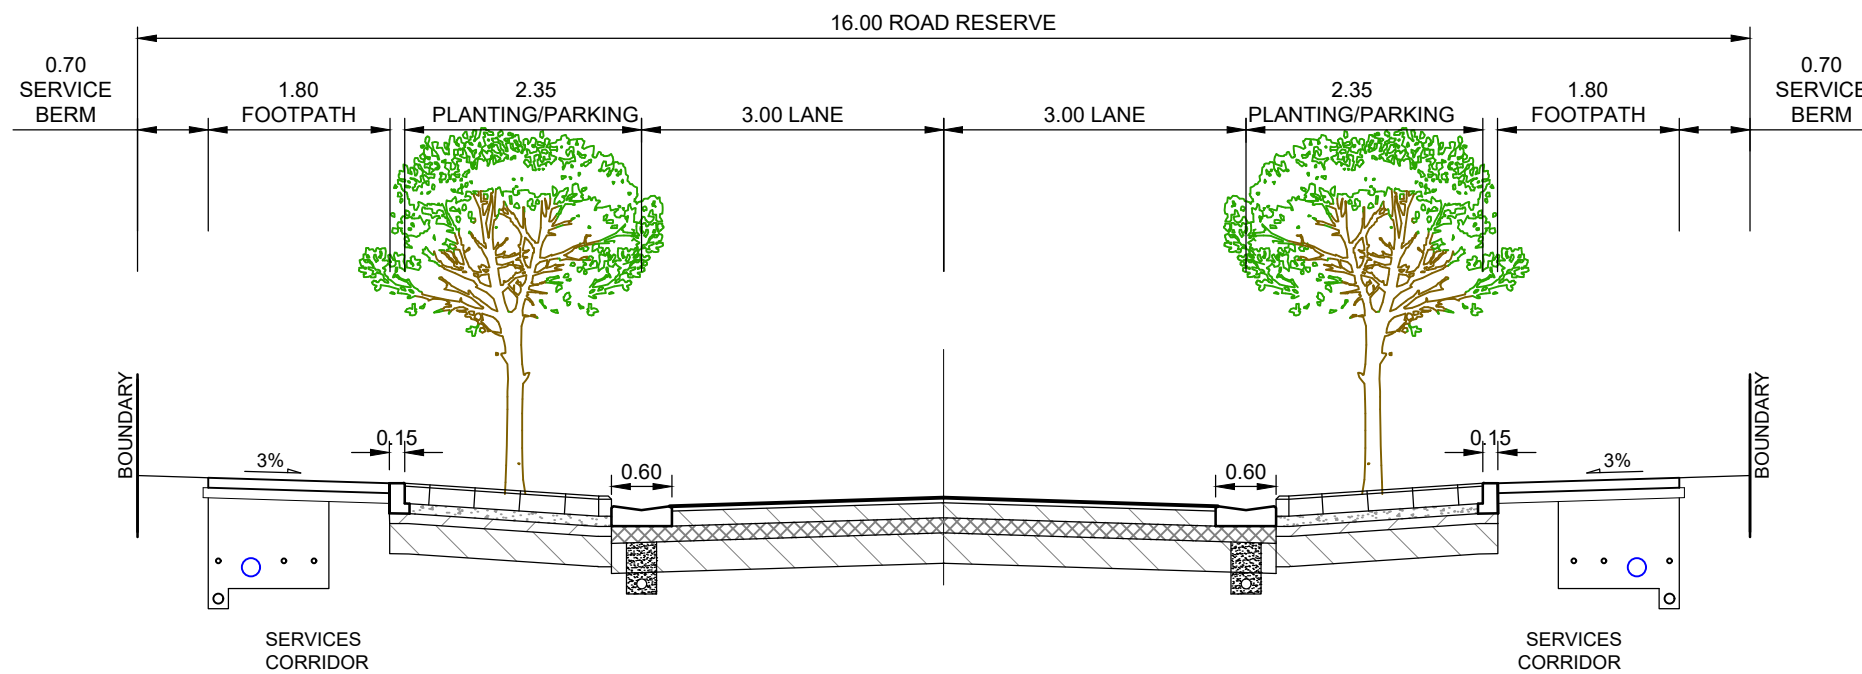 16.00 ROAD RESERVE
0.70
SERVICE
BERM
1.80
FOOTPATH
2.35
PLANTING/PARKING
3.00 LANE
3.00 LANE
2.35
PLANTING/PARKING
1.80
FOOTPATH
0.70
SERVICE
BERM
BOUNDARY
3%
0.15
0.60
0.60
0.15
3%
BOUNDARY
SERVICES
CORRIDOR
SERVICES
CORRIDOR